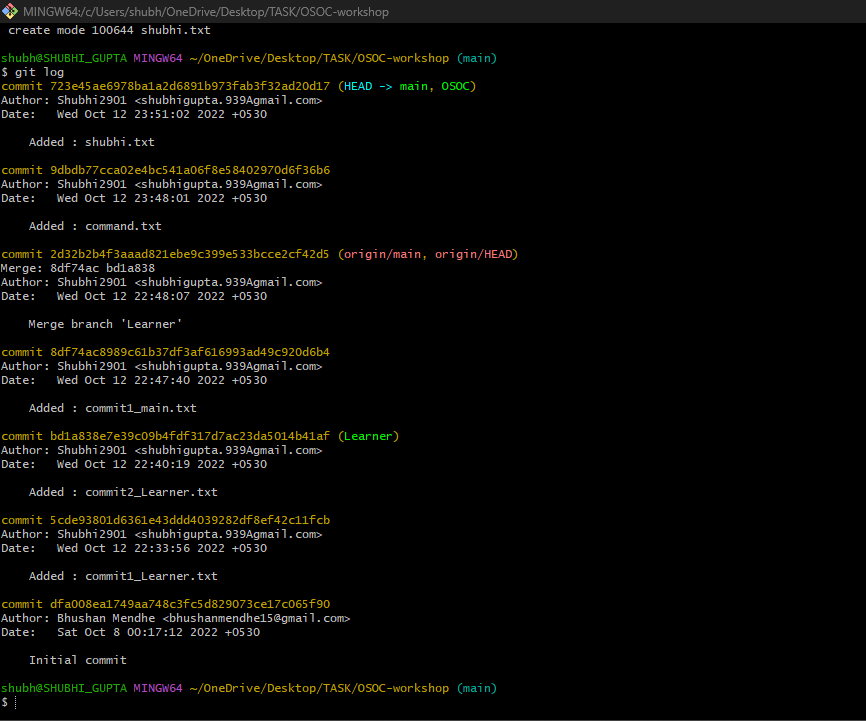 MINGW64:/c/Users/shubh/OneDrive/Desktop/TASK/OSOC-workshop
create mode 100644 shubhi.txt
shubh@SHUBHI_GUPTA MINGW64 ~/OneDrive/Desktop/TASK/OSOC-workshop (main)
$ git log
commit 723e45ae6978ba1a2d6891b973fab3f32ad20d17 (HEAD -> main, OSOC)
Author: Shubhi2901 <shubhigupta.939Agmail.com>
Date:   Wed Oct 12 23:51:02 2022 +0530
Added : shubhi.txt
commit 9dbdb77cca02e4bc541a06f8e58402970d6f36b6
Author: Shubhi2901 <shubhigupta.939Agmail.com>
Date:   Wed Oct 12 23:48:01 2022 +0530
Added : command.txt
commit 2d32b2b4f3aaad821ebe9c399e533bcce2cf42d5 (origin/main, origin/HEAD)
Merge: 8df74ac bd1a838
Author: Shubhi2901 <shubhigupta.939Agmail.com>
Date:   Wed Oct 12 22:48:07 2022 +0530
Merge branch 'Learner'
commit 8df74ac8989c61b37df3af616993ad49c920d6b4
Author: Shubhi2901 <shubhigupta.939Agmail.com>
Date:   Wed Oct 12 22:47:40 2022 +0530
Added : commit1_main.txt
commit bd1a838e7e39c09b4fdf317d7ac23da5014b41af (Learner)
Author: Shubhi2901 <shubhigupta.939Agmail.com>
Date:   Wed Oct 12 22:40:19 2022 +0530
Added : commit2_Learner.txt
commit 5cde93801d6361e43ddd4039282df8ef42c11fcb
Author: Shubhi2901 <shubhigupta.939Agmail.com>
Date:   Wed Oct 12 22:33:56 2022 +0530
Added : commit1_Learner.txt
commit dfa008ea1749aa748c3fc5d829073ce17c065f90
Author: Bhushan Mendhe <bhushanmendhe15@gmail.com>
Date:   Sat Oct 8 00:17:12 2022 +0530
Initial commit
shubh@SHUBHI_GUPTA MINGW64 ~/OneDrive/Desktop/TASK/OSOC-workshop (main)
$